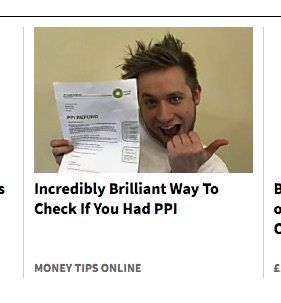 PPI REFUND
s
Incredibly Brilliant Way To
Check If You Had PPI
B
o
C
MONEY TIPS ONLINE
£